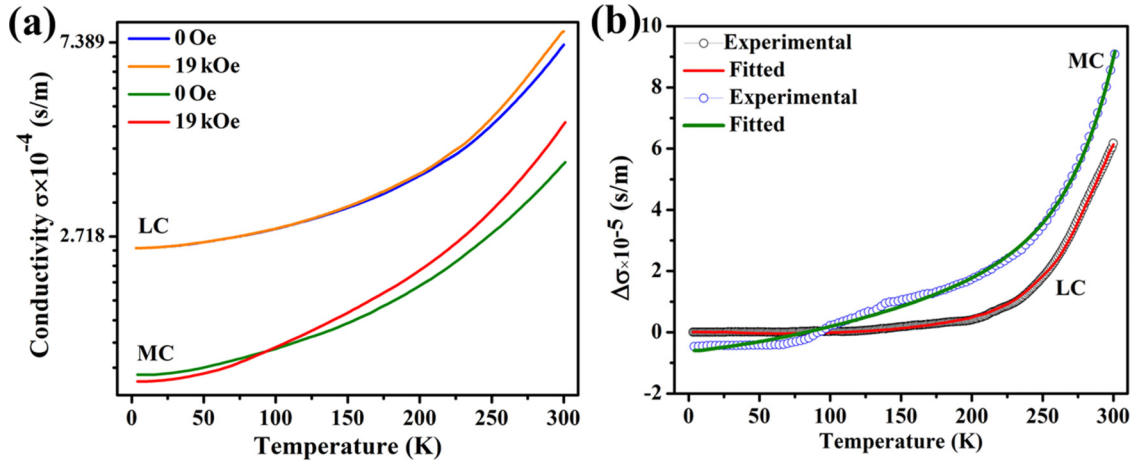 (a)
7.389
2.718
Conductivity σ×10⁻⁴ (s/m)
0 Oe
19 kOe
0 Oe
19 kOe
LC
MC
0 50 100 150 200 250 300
Temperature (K)
(b)
10
8
6
4
2
0
-2
Δσ×10⁻⁵ (s/m)
Experimental
Fitted
Experimental
Fitted
MC
LC
0 50 100 150 200 250 300
Temperature (K)